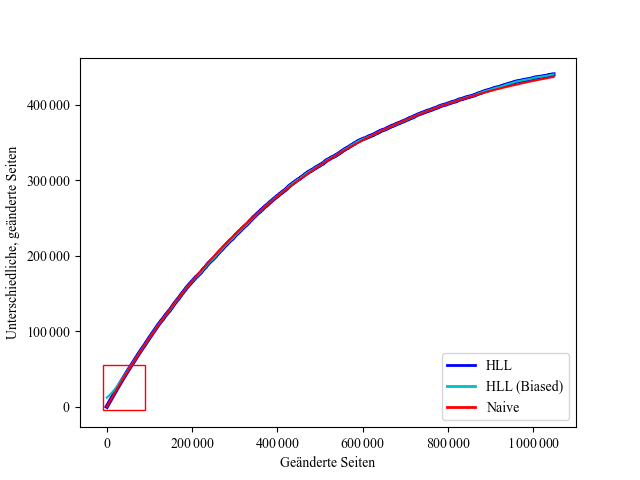 Unterschiedliche, geänderte Seiten
400 000
300 000
200 000
100 000
0
0 200 000 400 000 600 000 800 000 1 000 000
Geänderte Seiten
HLL
HLL (Biased)
Naive